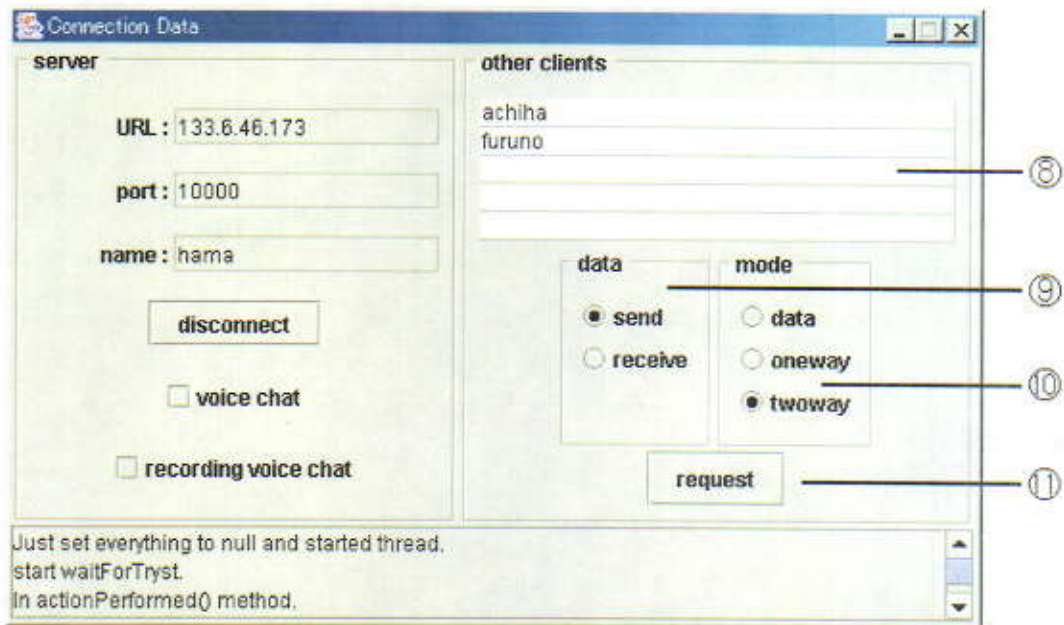 Connection Data
server
URL : 133.6.46.173
port : 10000
name : hama
disconnect
voice chat
recording voice chat
other clients
achiha
furuno
⑧
data
send
receive
⑨
mode
data
oneway
twoway
⑩
request
⑪
Just set everything to null and started thread.
start waitForTryst.
In actionPerformed() method.